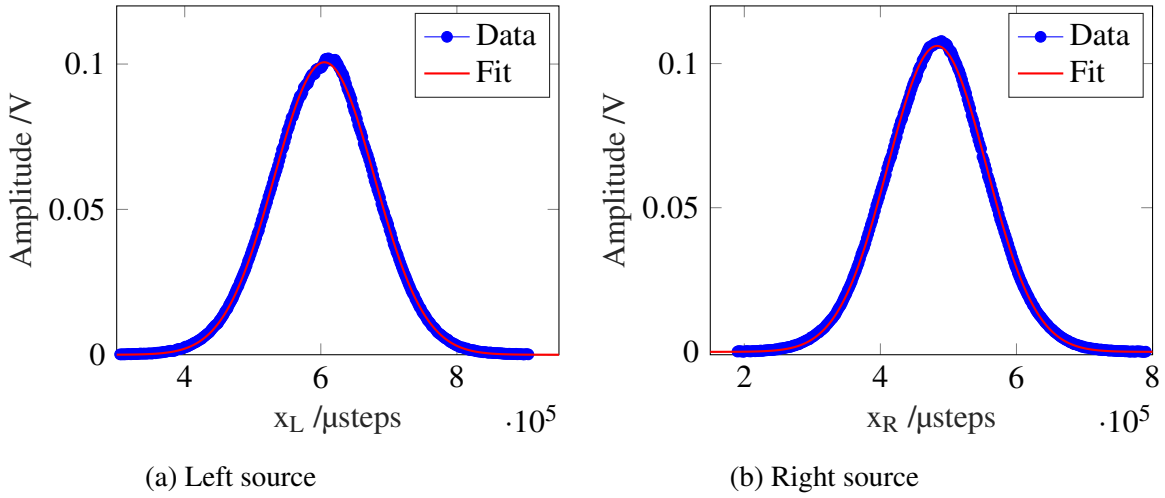 Data
Fit
0.1
0.05
0
Amplitude /V
4 6 8
x_L /µsteps
·10^5
(a) Left source
Data
Fit
0.1
0.05
0
Amplitude /V
2 4 6 8
x_R /µsteps
·10^5
(b) Right source